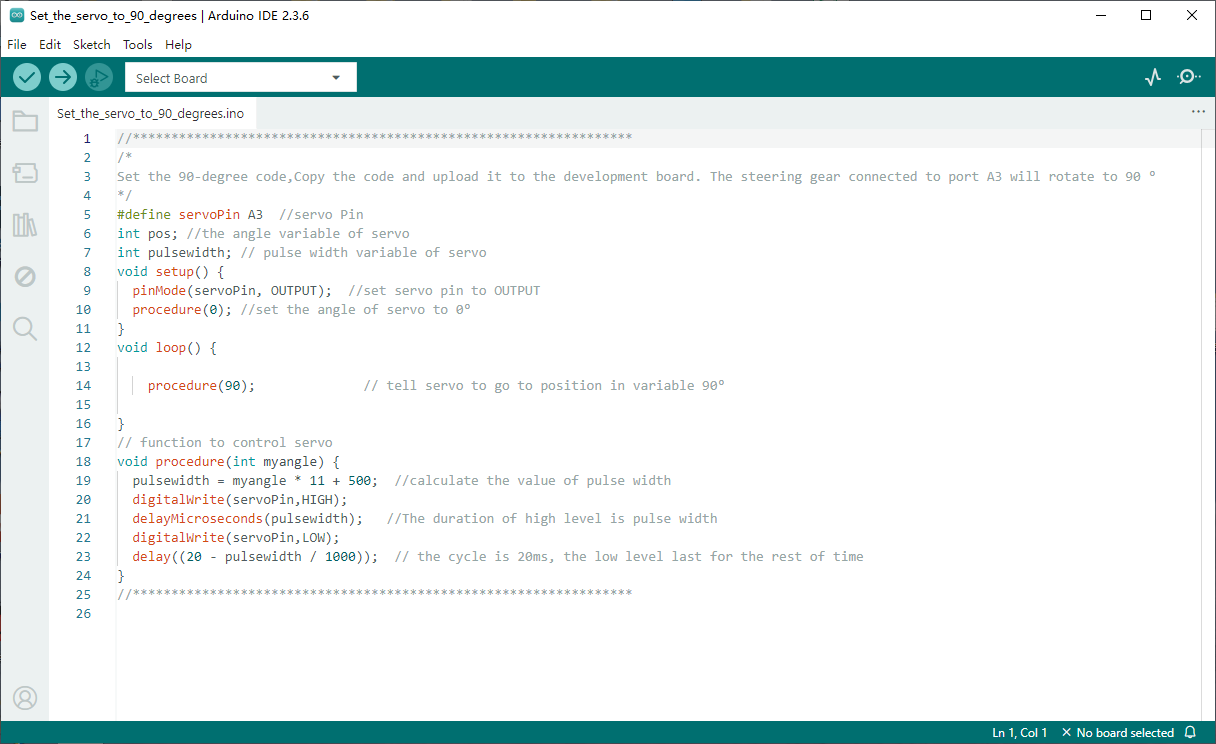 Set_the_servo_to_90_degrees | Arduino IDE 2.3.6
File Edit Sketch Tools Help
Select Board
Set_the_servo_to_90_degrees.ino
1 //*****************************************************************
2 /*
3 Set the 90-degree code,Copy the code and upload it to the development board. The steering gear connected to port A3 will rotate to 90 °
4 */
5 #define servoPin A3  //servo Pin
6 int pos; //the angle variable of servo
7 int pulsewidth; // pulse width variable of servo
8 void setup() {
9   pinMode(servoPin, OUTPUT);  //set servo pin to OUTPUT
10   procedure(0); //set the angle of servo to 0°
11 }
12 void loop() {
13
14     procedure(90);              // tell servo to go to position in variable 90°
15
16 }
17 // function to control servo
18 void procedure(int myangle) {
19   pulsewidth = myangle * 11 + 500;  //calculate the value of pulse width
20   digitalWrite(servoPin,HIGH);
21   delayMicroseconds(pulsewidth);   //The duration of high level is pulse width
22   digitalWrite(servoPin,LOW);
23   delay((20 - pulsewidth / 1000));  // the cycle is 20ms, the low level last for the rest of time
24 }
25 //*****************************************************************
26
Ln 1, Col 1 × No board selected